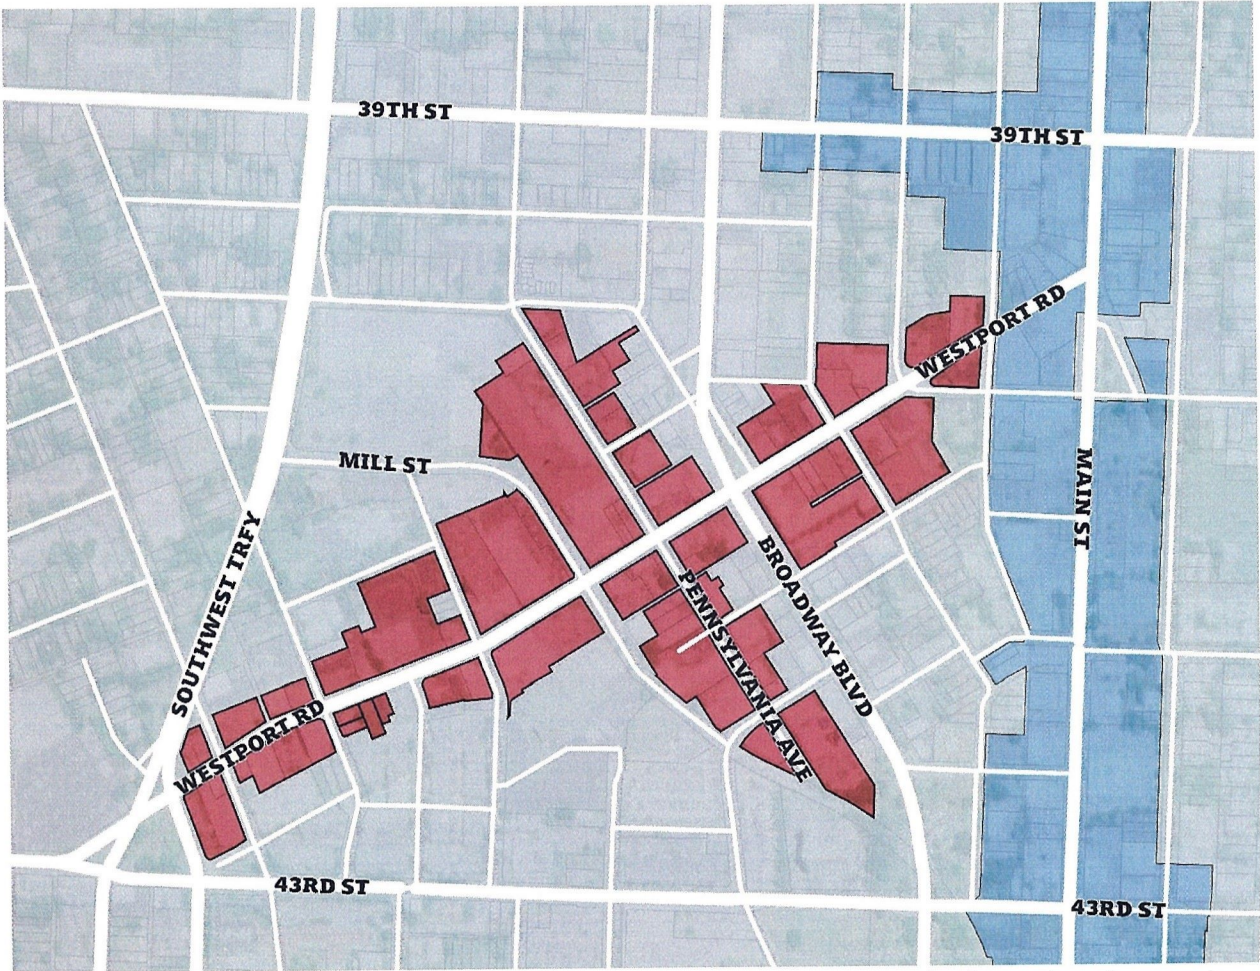 39TH ST
39TH ST
WESTPORT RD
MILL ST
MAIN ST
SOUTHWEST TRFY
BROADWAY BLVD
PENNSYLVANIA AVE
WESTPORT RD
43RD ST
43RD ST